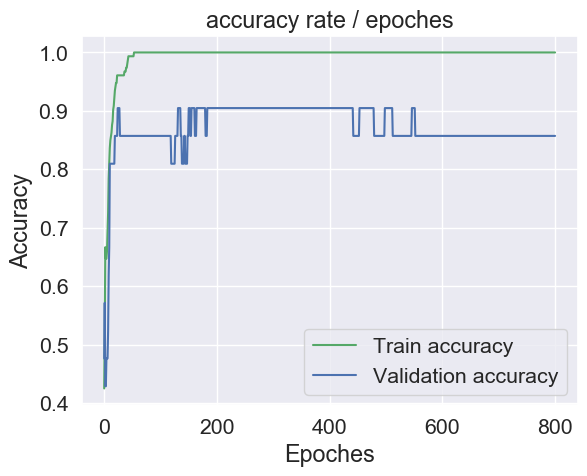 accuracy rate / epoches
1.0
0.9
0.8
0.7
0.6
0.5
0.4
Accuracy
0
200
400
600
800
Epoches
Train accuracy
Validation accuracy